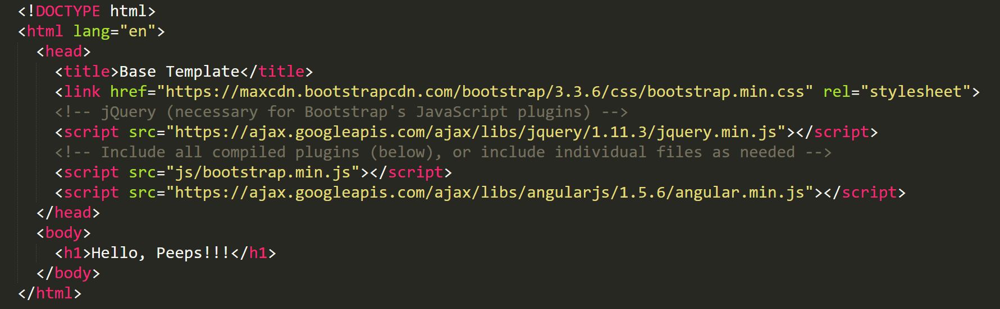 <!DOCTYPE html>
<html lang="en">
  <head>
    <title>Base Template</title>
    <link href="https://maxcdn.bootstrapcdn.com/bootstrap/3.3.6/css/bootstrap.min.css" rel="stylesheet">
    <!-- jQuery (necessary for Bootstrap's JavaScript plugins) -->
    <script src="https://ajax.googleapis.com/ajax/libs/jquery/1.11.3/jquery.min.js"></script>
    <!-- Include all compiled plugins (below), or include individual files as needed -->
    <script src="js/bootstrap.min.js"></script>
    <script src="https://ajax.googleapis.com/ajax/libs/angularjs/1.5.6/angular.min.js"></script>
  </head>
  <body>
    <h1>Hello, Peeps!!!</h1>
  </body>
</html>